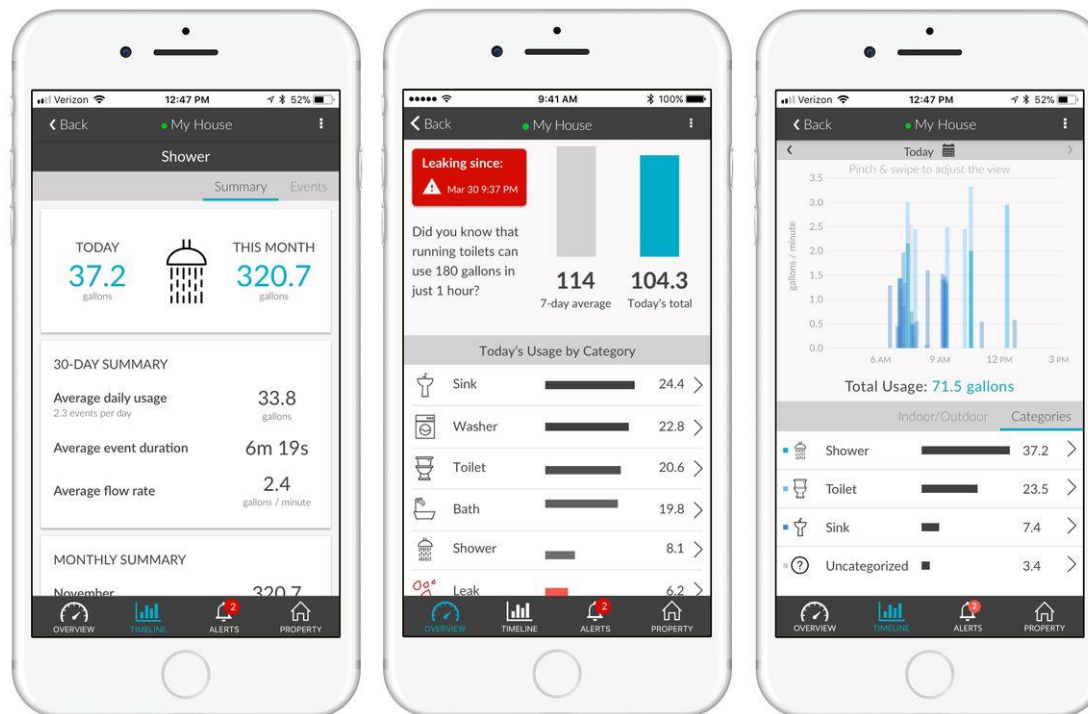 Verizon 12:47 PM 52%
Back My House
Shower
Summary Events
TODAY
37.2
gallons
THIS MONTH
320.7
gallons
30-DAY SUMMARY
Average daily usage 33.8
2.3 events per day gallons
Average event duration 6m 19s
Average flow rate 2.4
gallons / minute
MONTHLY SUMMARY
November 320.7
OVERVIEW TIMELINE 2 ALERTS PROPERTY
9:41 AM 100%
Back My House
Leaking since:
Mar 30 9:37 PM
Did you know that
running toilets can
use 180 gallons in
just 1 hour?
114
7-day average
104.3
Today's total
Today's Usage by Category
Sink 24.4
Washer 22.8
Toilet 20.6
Bath 19.8
Shower 8.1
Leak 6.2
OVERVIEW TIMELINE 2 ALERTS PROPERTY
Verizon 12:47 PM 52%
Back My House
Today
Pinch & swipe to adjust the view
gallons / minute
3.5
3.0
2.5
2.0
1.5
1.0
0.5
0.0
6 AM 9 AM 12 PM 3 PM
Total Usage: 71.5 gallons
Indoor/Outdoor Categories
Shower 37.2
Toilet 23.5
Sink 7.4
? Uncategorized 3.4
OVERVIEW TIMELINE 2 ALERTS PROPERTY